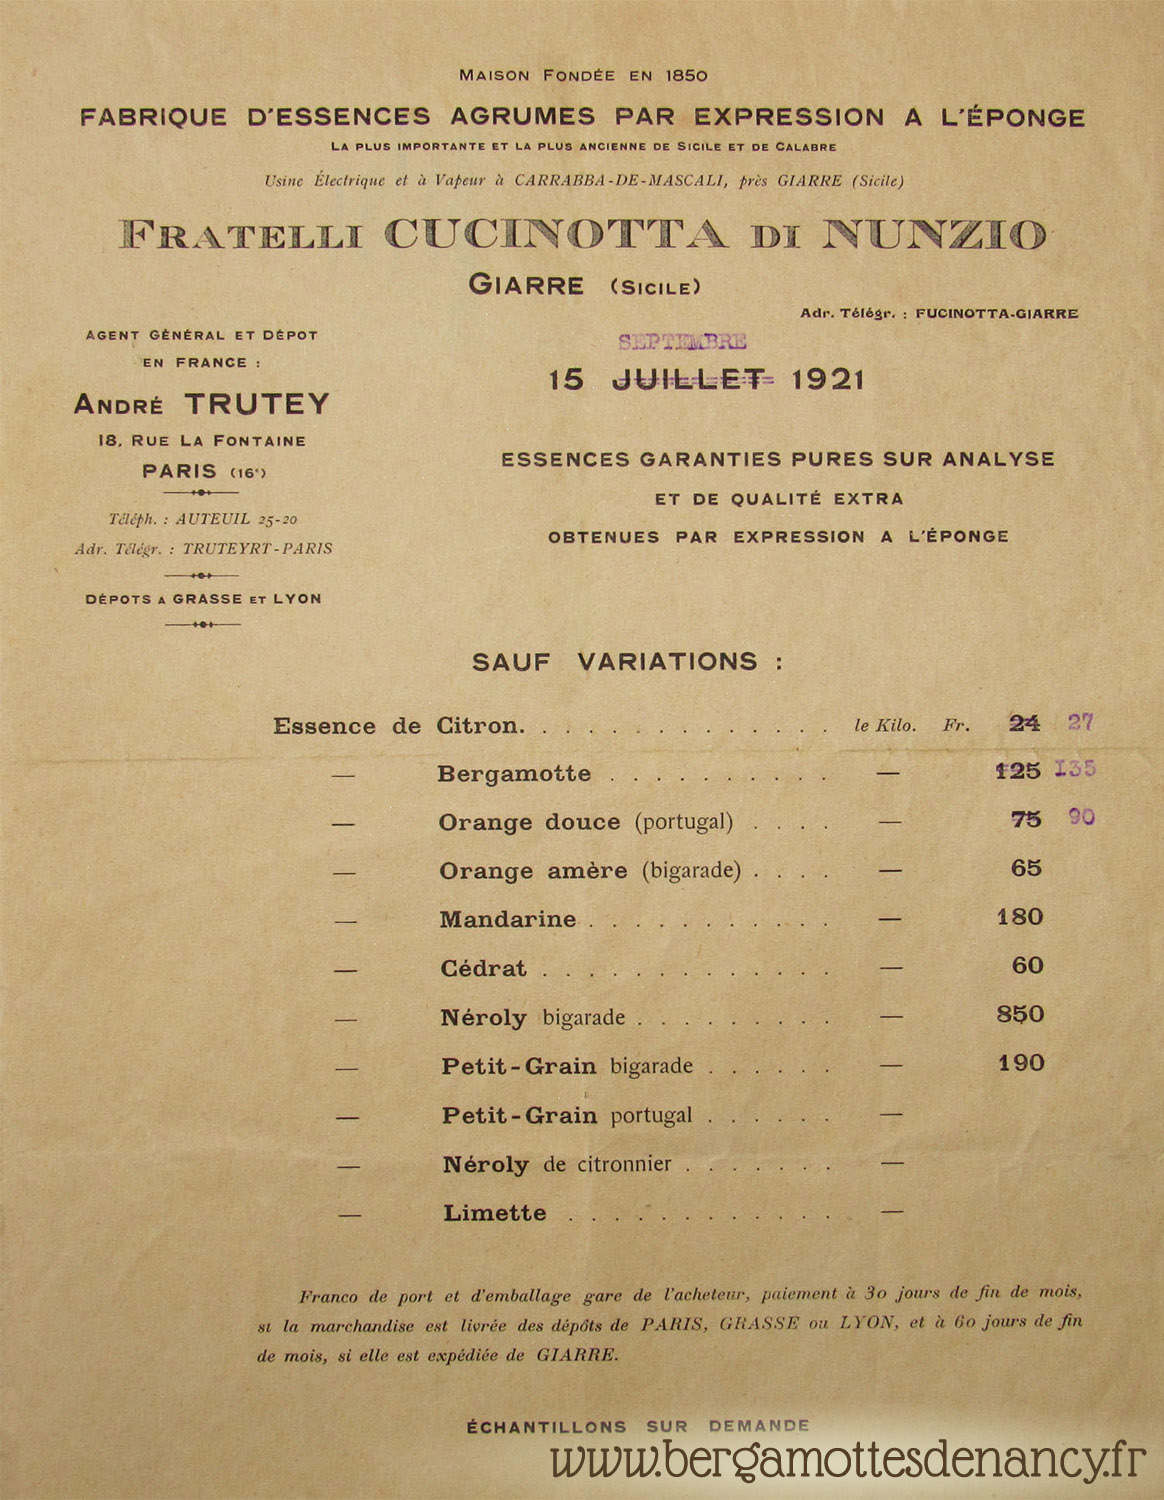 MAISON FONDÉE EN 1850
FABRIQUE D'ESSENCES AGRUMES PAR EXPRESSION A L'ÉPONGE
LA PLUS IMPORTANTE ET LA PLUS ANCIENNE DE SICILE ET DE CALABRE
Usine Électrique et à Vapeur à CARRABBA-DE-MASCALI, près GIARRE (Sicile)
FRATELLI CUCINOTTA DI NUNZIO
GIARRE (SICILE)
Adr. Télégr. : FUCINOTTA-GIARRE
AGENT GÉNÉRAL ET DÉPOT
EN FRANCE :
ANDRÉ TRUTEY
18, RUE LA FONTAINE
PARIS (16e)
Téléph. : AUTEUIL 25-20
Adr. Télégr. : TRUTEYRT-PARIS
DÉPOTS A GRASSE ET LYON
SEPTEMBRE
15 JUILLET 1921
ESSENCES GARANTIES PURES SUR ANALYSE
ET DE QUALITÉ EXTRA
OBTENUES PAR EXPRESSION A L'ÉPONGE
SAUF VARIATIONS :
Essence de Citron. . . . . . . . . . . . . . le Kilo. Fr. 24 27
— Bergamotte . . . . . . . . . . — 125 135
— Orange douce (portugal) . . . . — 75 90
— Orange amère (bigarade) . . . . — 65
— Mandarine . . . . . . . . . . . — 180
— Cédrat . . . . . . . . . . . . . — 60
— Néroly bigarade . . . . . . . . . — 850
— Petit-Grain bigarade . . . . . . — 190
— Petit-Grain portugal . . . . . . —
— Néroly de citronnier . . . . . . . —
— Limette . . . . . . . . . . . . —
Franco de port et d'emballage gare de l'acheteur, paiement à 30 jours de fin de mois,
si la marchandise est livrée des dépôts de PARIS, GRASSE ou LYON, et à 60 jours de fin
de mois, si elle est expédiée de GIARRE.
ÉCHANTILLONS SUR DEMANDE
www.bergamottesdenancy.fr